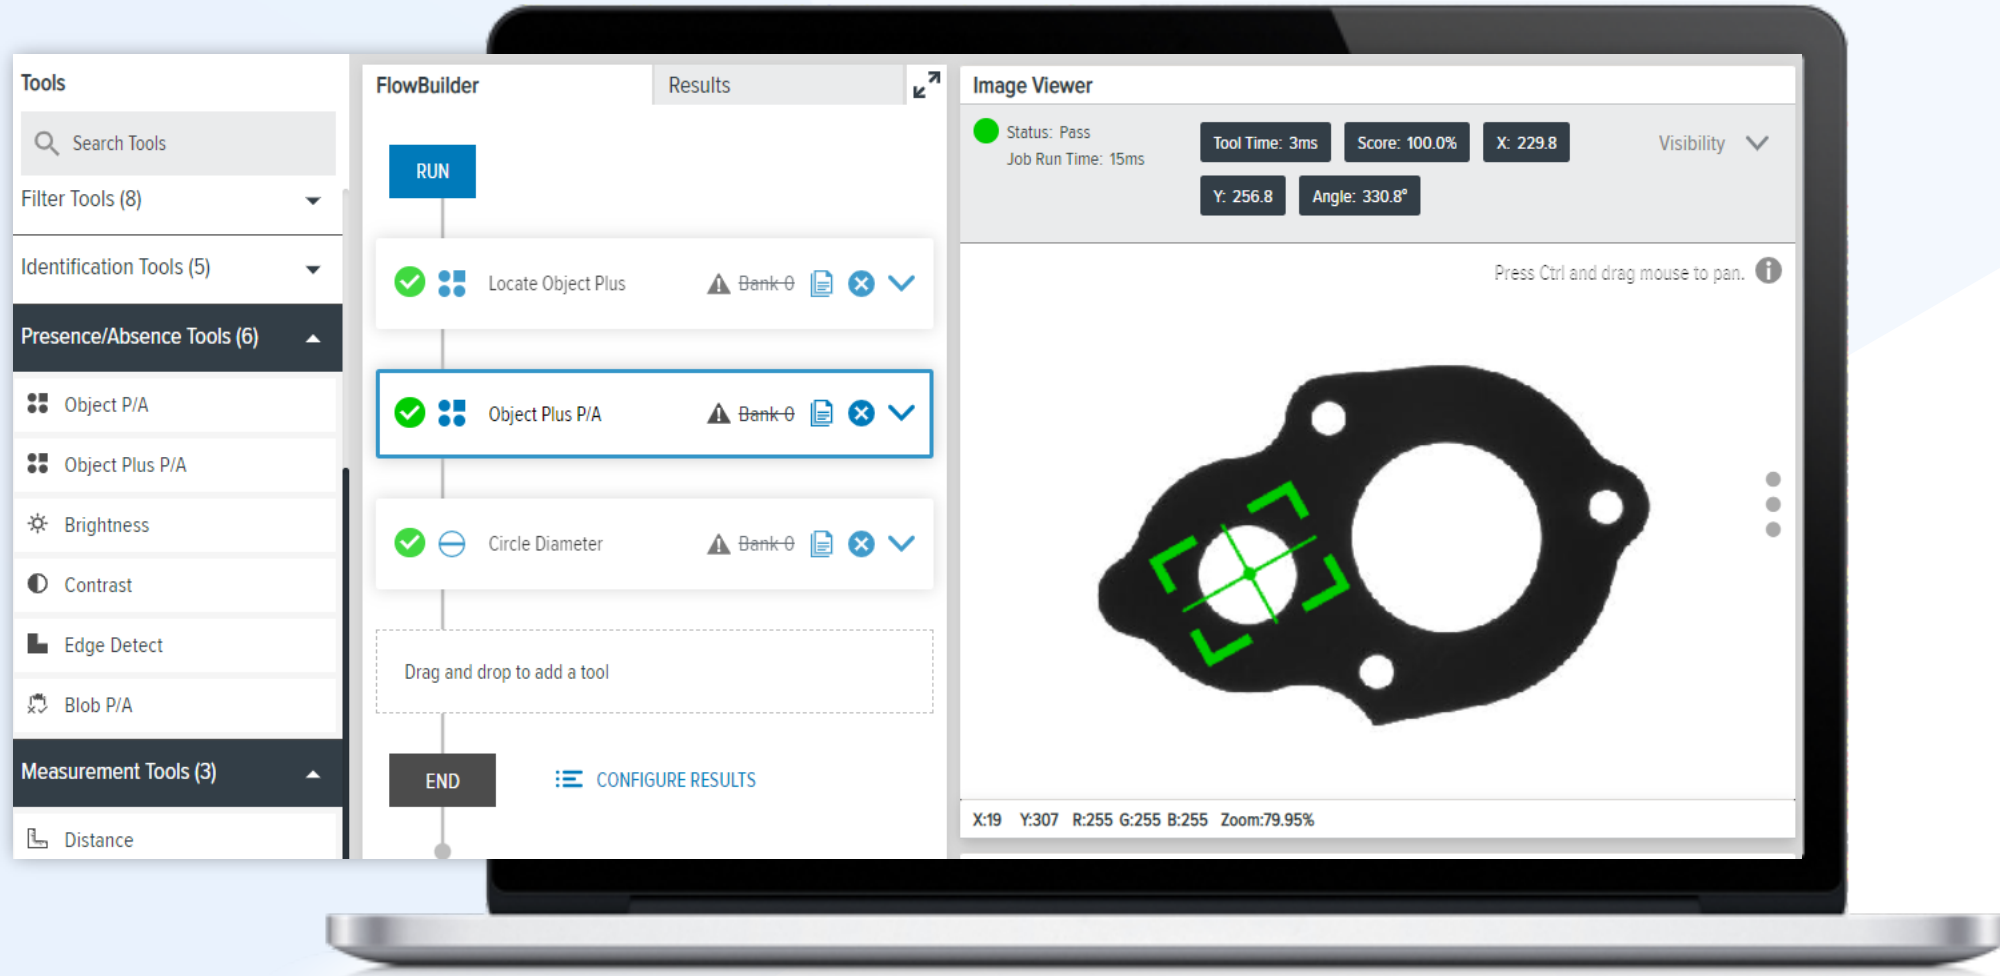 Tools
Search Tools
Filter Tools (8)
Identification Tools (5)
Presence/Absence Tools (6)
Object P/A
Object Plus P/A
Brightness
Contrast
Edge Detect
Blob P/A
Measurement Tools (3)
Distance
FlowBuilder
Results
RUN
Locate Object Plus Bank 0
Object Plus P/A Bank 0
Circle Diameter Bank 0
Drag and drop to add a tool
END
CONFIGURE RESULTS
Image Viewer
Status: Pass
Job Run Time: 15ms
Tool Time: 3ms Score: 100.0% X: 229.8
Y: 256.8 Angle: 330.8°
Visibility
Press Ctrl and drag mouse to pan.
X:19 Y:307 R:255 G:255 B:255 Zoom:79.95%